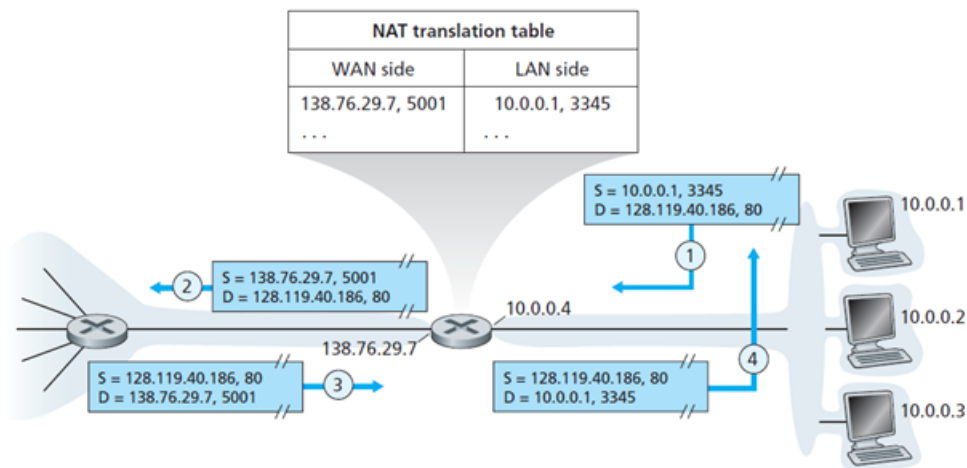 NAT translation table
WAN side
LAN side
138.76.29.7, 5001
10.0.0.1, 3345
. . .
. . .
S = 10.0.0.1, 3345
D = 128.119.40.186, 80
10.0.0.1
1
2
S = 138.76.29.7, 5001
D = 128.119.40.186, 80
10.0.0.4
10.0.0.2
138.76.29.7
4
S = 128.119.40.186, 80
D = 138.76.29.7, 5001
3
S = 128.119.40.186, 80
D = 10.0.0.1, 3345
10.0.0.3